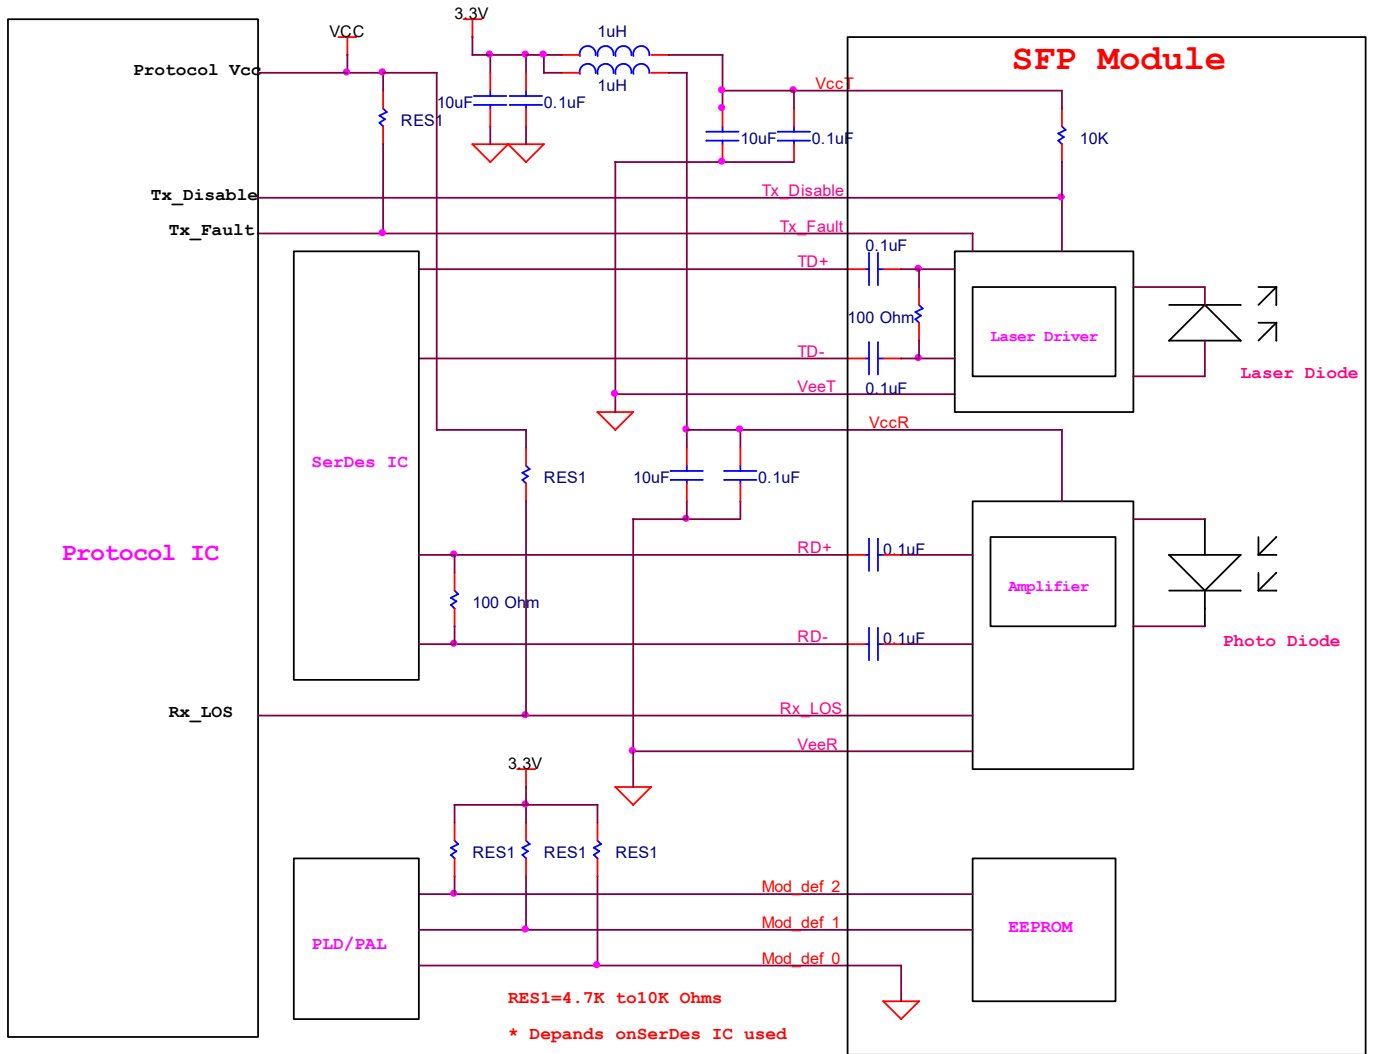 3.3V
VCC
1uH
SFP Module
Protocol Vcc
1uH
VccT
10uF
0.1uF
RES1
10uF
0.1uF
10K
Tx_Disable
Tx_Disable
Tx_Fault
Tx_Fault
0.1uF
TD+
100 Ohm
Laser Driver
TD-
Laser Diode
VeeT
0.1uF
VccR
SerDes IC
RES1
10uF
0.1uF
Protocol IC
RD+
0.1uF
Amplifier
100 Ohm
RD-
0.1uF
Photo Diode
Rx_LOS
Rx_LOS
VeeR
3.3V
RES1
RES1
RES1
Mod_def 2
Mod_def 1
EEPROM
PLD/PAL
Mod_def 0
RES1=4.7K to10K Ohms
* Depands onSerDes IC used